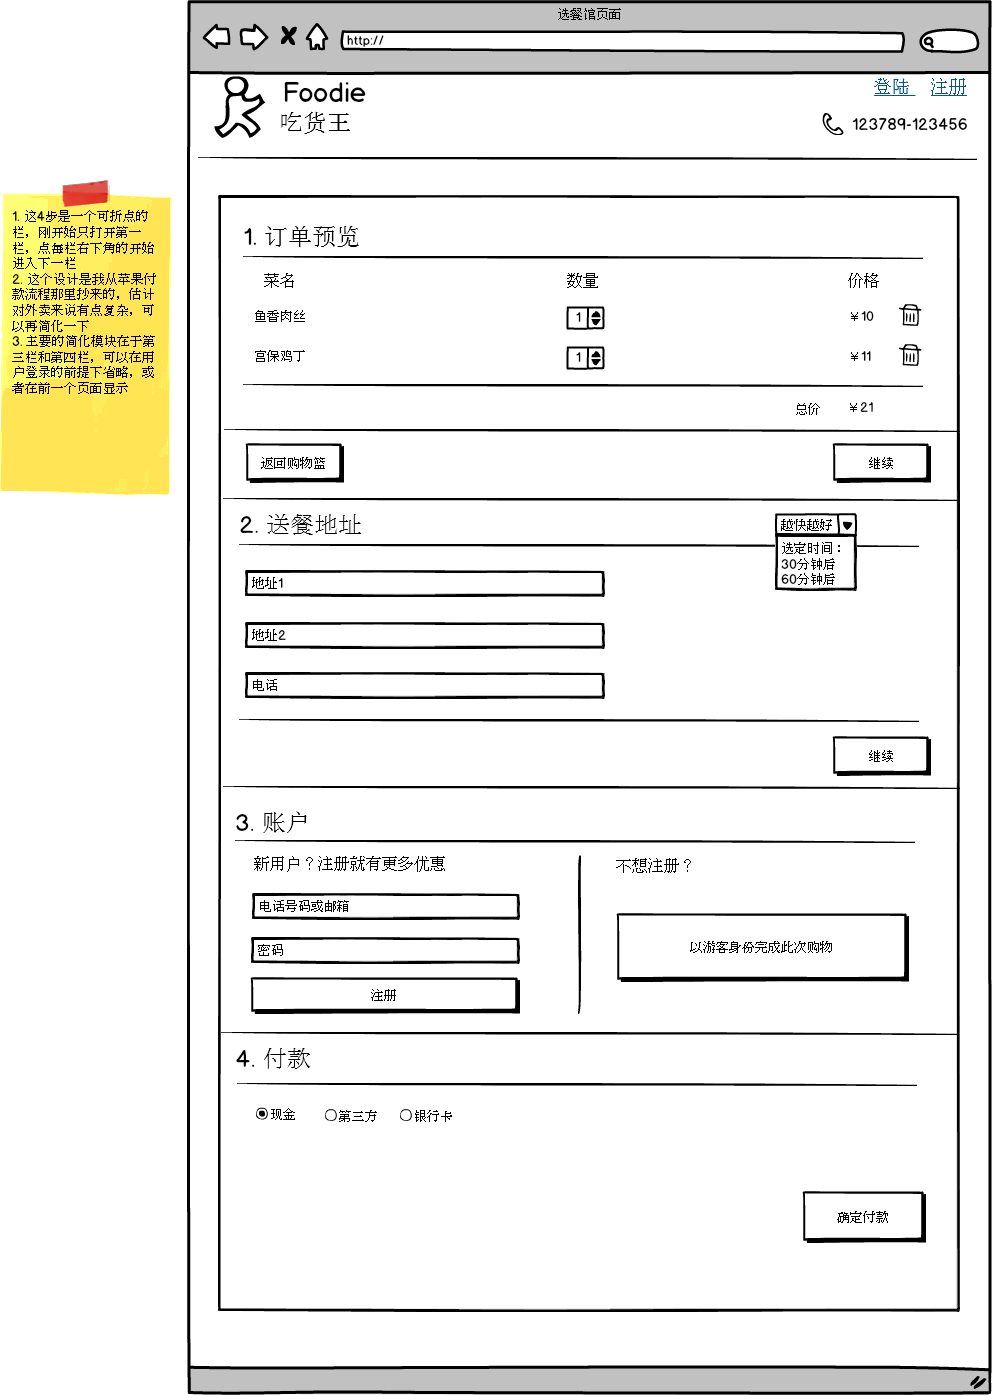 选餐馆页面
http://
Foodie
吃货王
登陆 注册
123789-123456
1. 这4步是一个可折点的
栏，刚开始只打开第一
栏，点每栏右下角的开始
进入下一栏
2. 这个设计是我从苹果付
款流程那里抄来的，估计
对外卖来说有点复杂，可
以再简化一下
3. 主要的简化模块在于第
三栏和第四栏，可以在用
户登录的前提下省略，或
者在前一个页面显示
1. 订单预览
菜名 数量 价格
鱼香肉丝 1 ￥10
宫保鸡丁 1 ￥11
总价 ￥21
返回购物篮 继续
2. 送餐地址
越快越好
选定时间：
30分钟后
60分钟后
地址1
地址2
电话
继续
3. 账户
新用户？注册就有更多优惠
电话号码或邮箱
密码
注册
不想注册？
以游客身份完成此次购物
4. 付款
现金 第三方 银行卡
确定付款